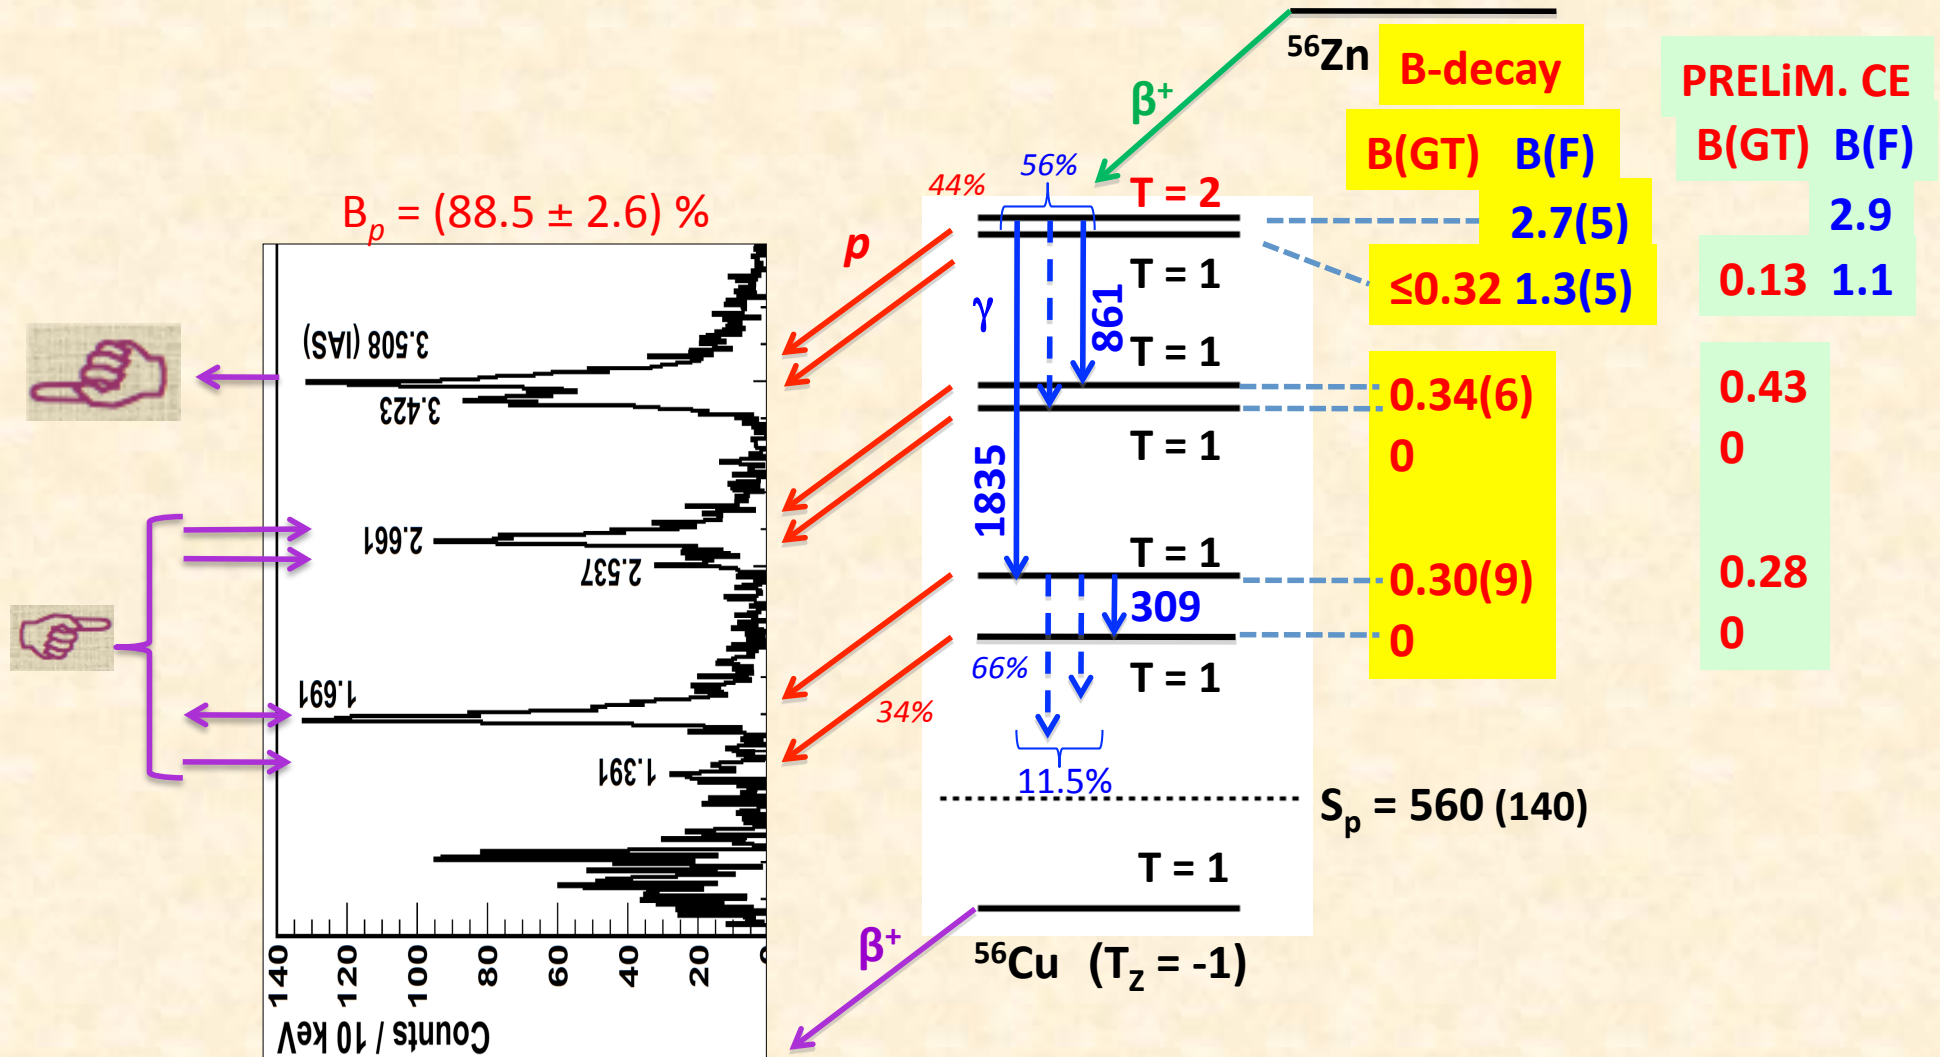 ⁵⁶Zn
B-decay
PRELiM. CE
β⁺
B(GT) B(F)
B(GT) B(F)
56%
44%
T = 2
Bp = (88.5 ± 2.6) %
2.7(5)
2.9
p
T = 1
≤0.32 1.3(5)
0.13 1.1
γ
861
3.508 (IAS)
T = 1
3.423
0.34(6)
0.43
T = 1
0
0
1835
2.661
2.537
T = 1
0.30(9)
0.28
309
0
0
66%
T = 1
1.691
34%
1.391
11.5%
Sp = 560 (140)
T = 1
β⁺
⁵⁶Cu (TZ = -1)
140 120 100 80 60 40 20 0
Counts / 10 keV